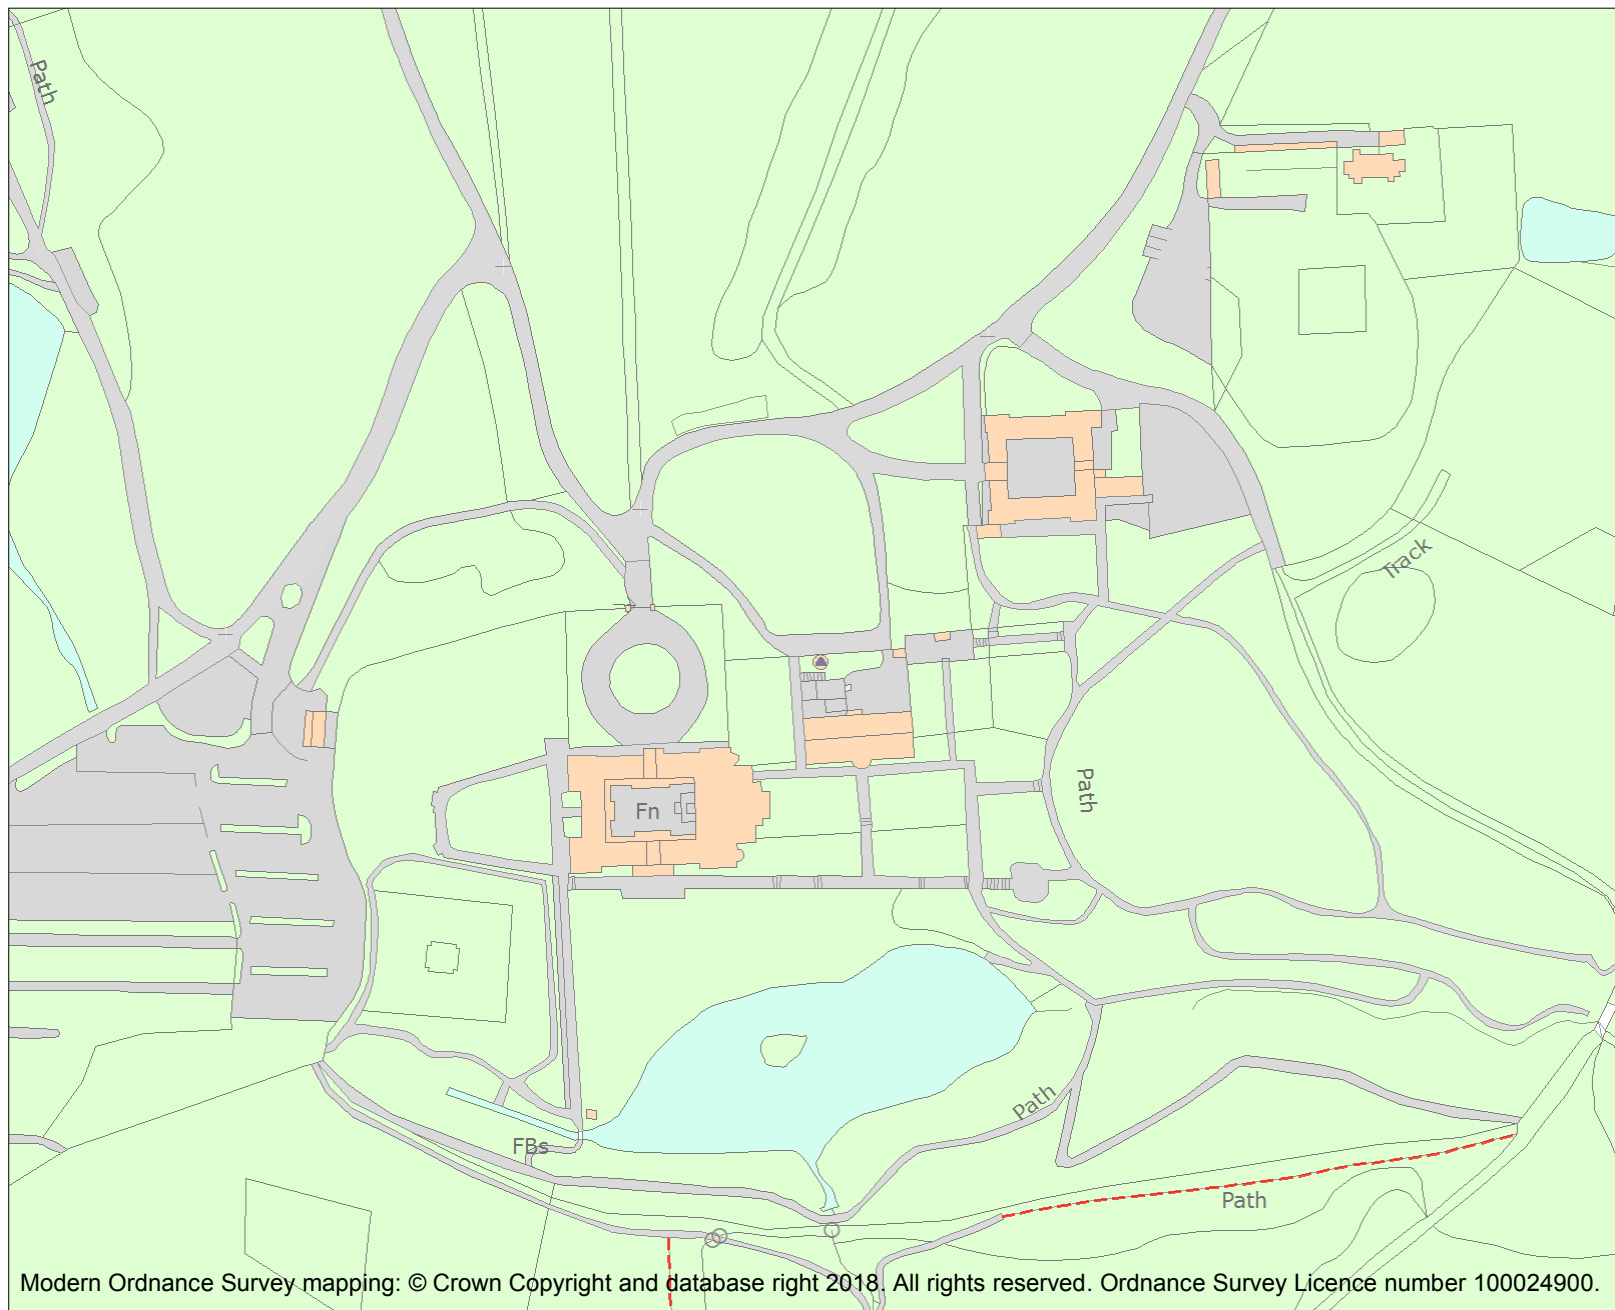 Path
Track
Path
Fn
Path
FBs
Path
Modern Ordnance Survey mapping: © Crown Copyright and database right 2018. All rights reserved. Ordnance Survey Licence number 100024900.